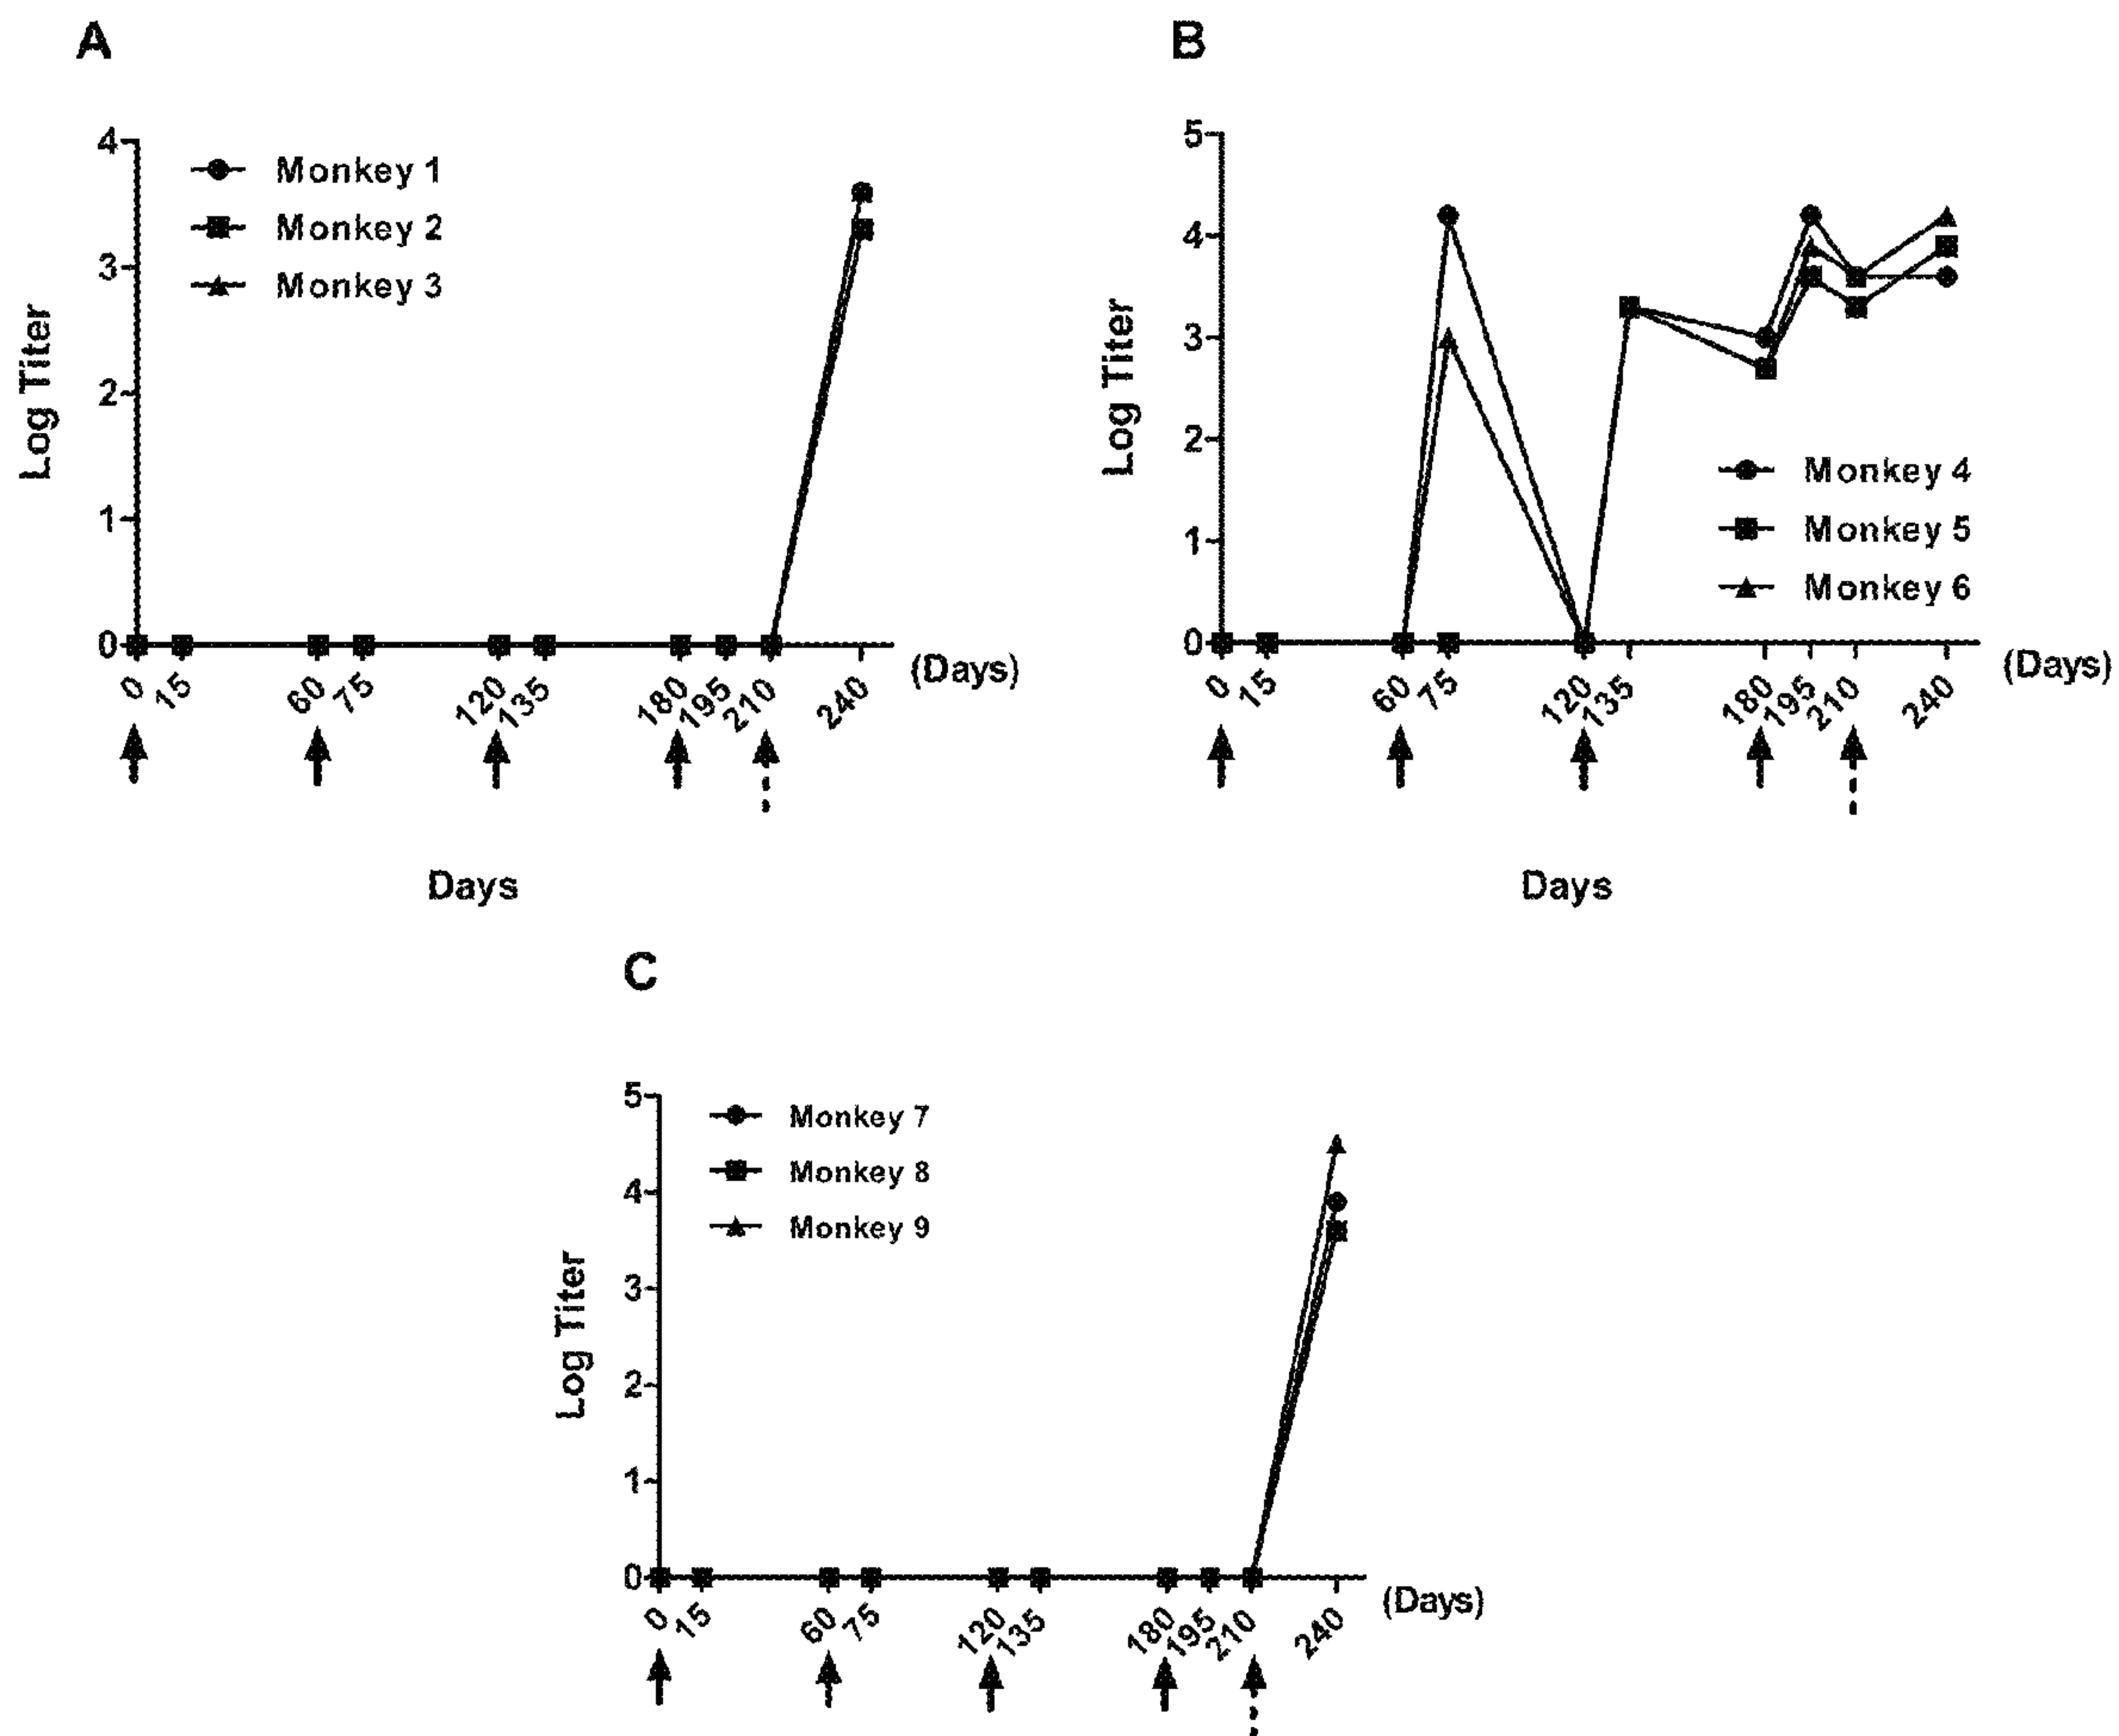 A
4
3
2
1
0
Log Titer
Monkey 1
Monkey 2
Monkey 3
0 15 60 75 120 135 180 195 210 240
(Days)
Days
B
5
4
3
2
1
0
Log Titer
Monkey 4
Monkey 5
Monkey 6
0 15 60 75 120 135 180 195 210 240
(Days)
Days
C
5
4
3
2
1
0
Log Titer
Monkey 7
Monkey 8
Monkey 9
0 15 60 75 120 135 180 195 210 240
(Days)